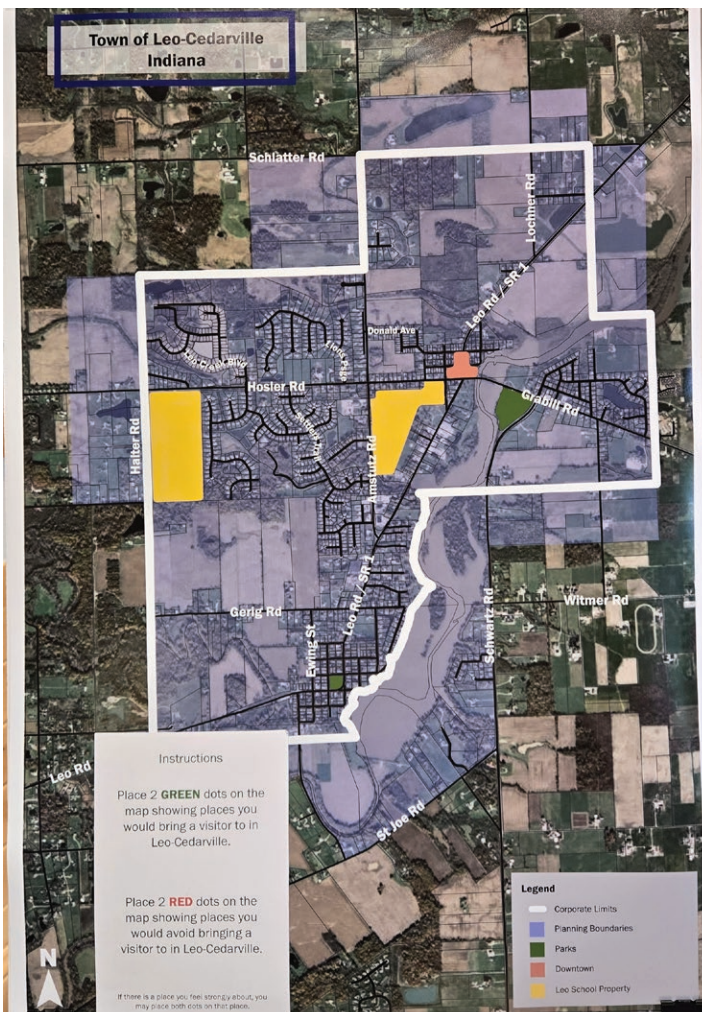 Town of Leo-Cedarville
Indiana
Schlatter Rd
Lochner Rd
Leo Rd / SR 1
Donald Ave
Leo Creek Blvd
Hosler Rd
Grabill Rd
Halter Rd
Amstutz Rd
Leo Rd / SR 1
Gerig Rd
Ewing St
Schwartz Rd
Witmer Rd
Leo Rd
St Joe Rd
Instructions
Place 2 GREEN dots on the
map showing places you
would bring a visitor to in
Leo-Cedarville.
Place 2 RED dots on the
map showing places you
would avoid bringing a
visitor to in Leo-Cedarville.
If there is a place you feel strongly about, you
may place both dots on that place.
N
Legend
Corporate Limits
Planning Boundaries
Parks
Downtown
Leo School Property